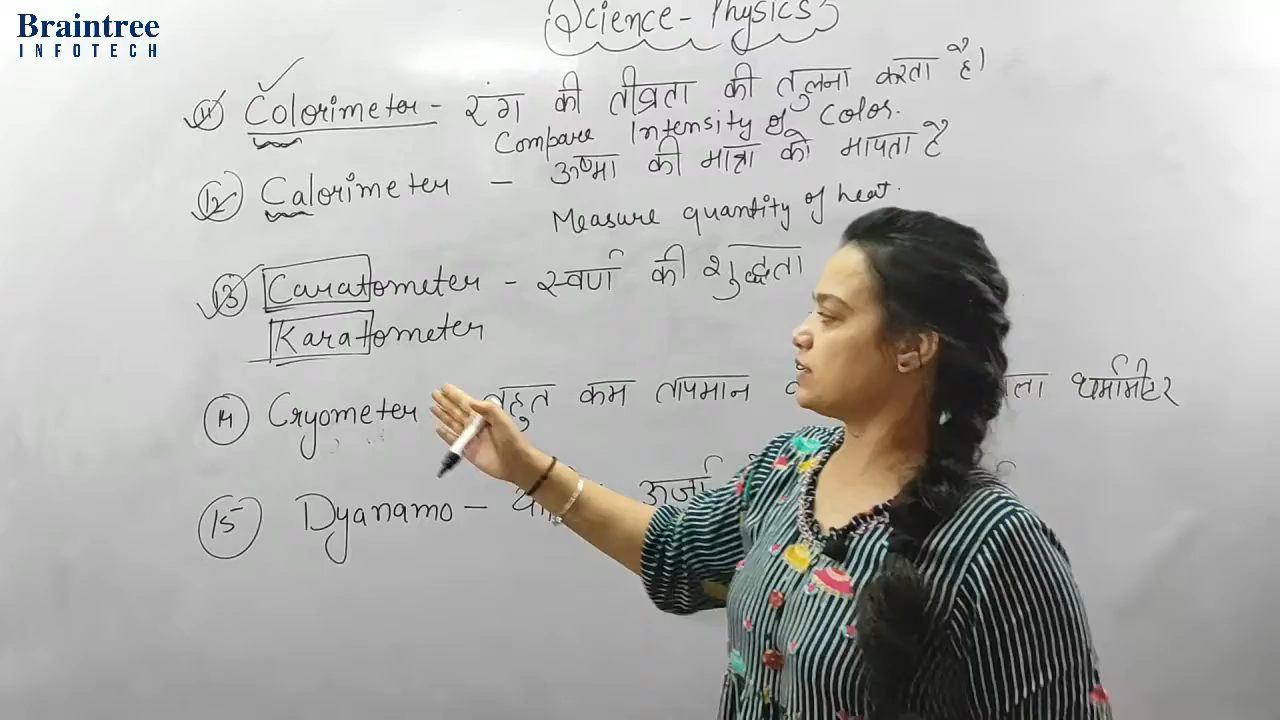 Braintree
INFOTECH
Science - Physics
11 Colorimeter - रंग की तीव्रता की तुलना करता है।
Compare Intensity of Color.
12 Calorimeter - ऊष्मा की मात्रा को मापता है
Measure quantity of heat.
13 Caratometer - स्वर्ण की शुद्धता
Karatometer
14 Cryometer बहुत कम तापमान थर्मामीटर
15 Dyanamo - ऊर्जा